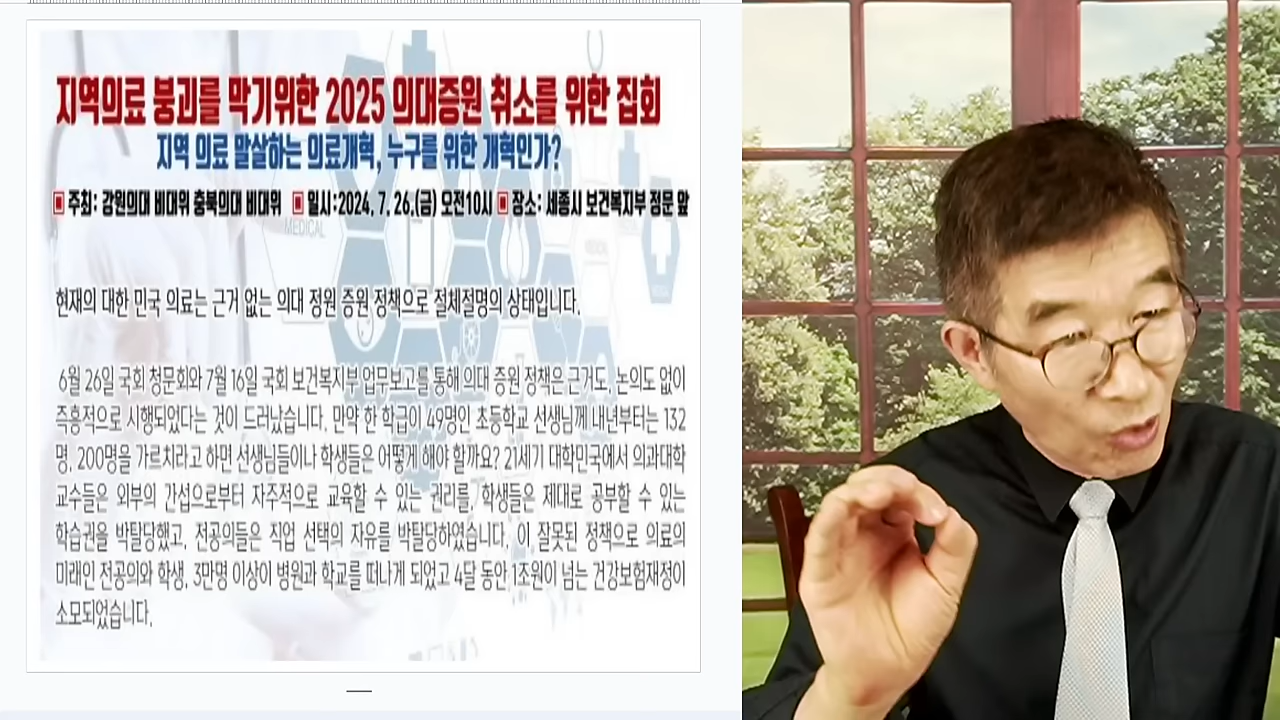 지역의료 붕괴를 막기위한 2025 의대증원 취소를 위한 집회
지역 의료 말살하는 의료개혁, 누구를 위한 개혁인가?
▣ 주최: 강원의대 비대위 충북의대 비대위 ▣ 일시:2024. 7. 26.(금) 오전10시 ▣ 장소: 세종시 보건복지부 정문 앞
MEDICAL
현재의 대한 민국 의료는 근거 없는 의대 정원 증원 정책으로 절체절명의 상태입니다.
6월 26일 국회 청문회와 7월 16일 국회 보건복지부 업무보고를 통해 의대 증원 정책은 근거도, 논의도 없이
즉흥적으로 시행되었다는 것이 드러났습니다. 만약 한 학급이 49명인 초등학교 선생님께 내년부터는 132
명, 200명을 가르치라고 하면 선생님들이나 학생들은 어떻게 해야 할까요? 21세기 대학민국에서 의과대학
교수들은 외부의 간섭으로부터 자주적으로 교육할 수 있는 권리를, 학생들은 제대로 공부할 수 있는
학습권을 박탈당했고, 전공의들은 직업 선택의 자유를 박탈당하였습니다. 이 잘못된 정책으로 의료의
미래인 전공의와 학생, 3만명 이상이 병원과 학교를 떠나게 되었고 4달 동안 1조원이 넘는 건강보험재정이
소모되었습니다.